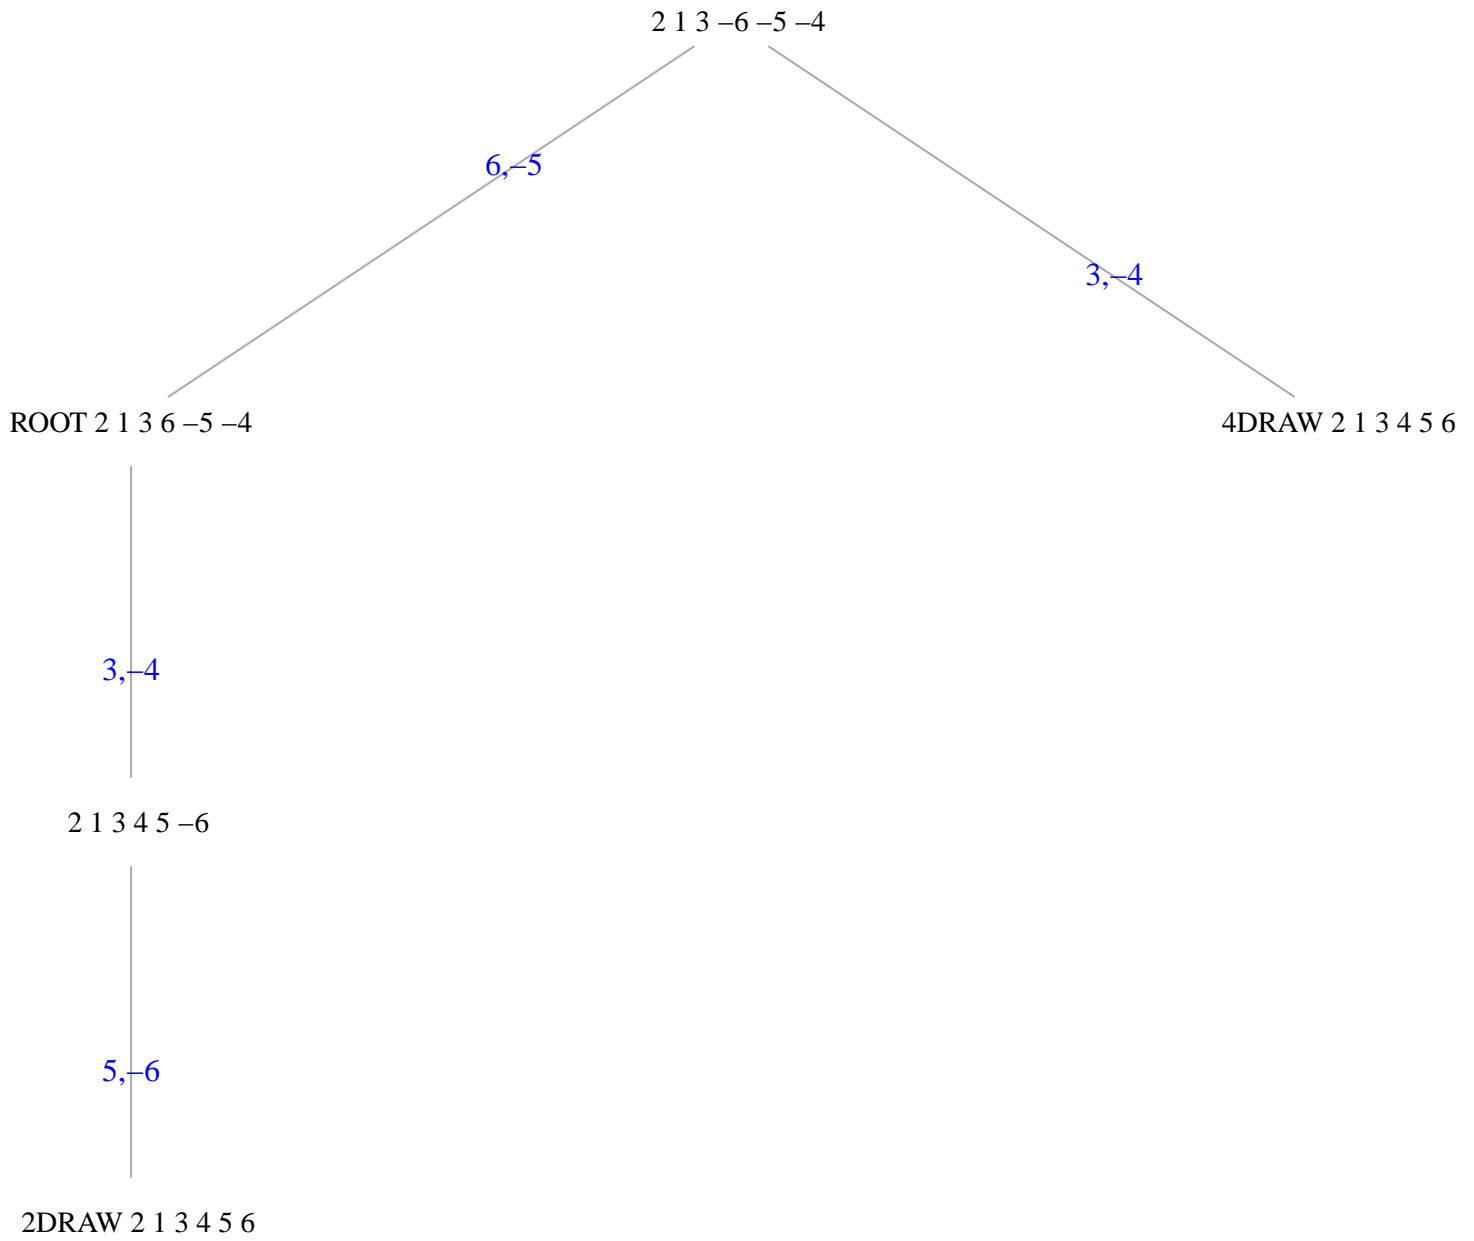 2 1 3 –6 –5 –4
6,–5
3,–4
ROOT 2 1 3 6 –5 –4
4DRAW 2 1 3 4 5 6
3,–4
2 1 3 4 5 –6
5,–6
2DRAW 2 1 3 4 5 6